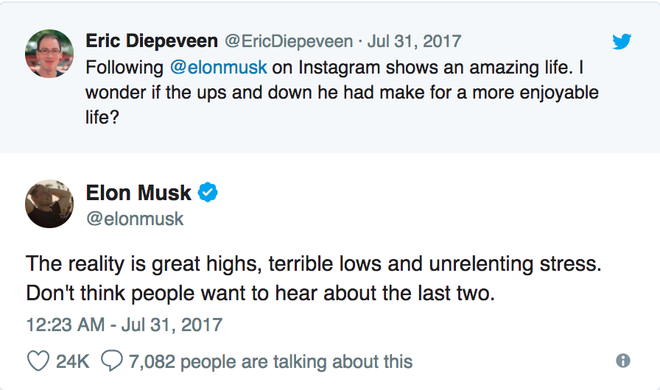 Eric Diepeveen @EricDiepeveen · Jul 31, 2017
Following @elonmusk on Instagram shows an amazing life. I
wonder if the ups and down he had make for a more enjoyable
life?
Elon Musk
@elonmusk
The reality is great highs, terrible lows and unrelenting stress.
Don't think people want to hear about the last two.
12:23 AM - Jul 31, 2017
24K 7,082 people are talking about this